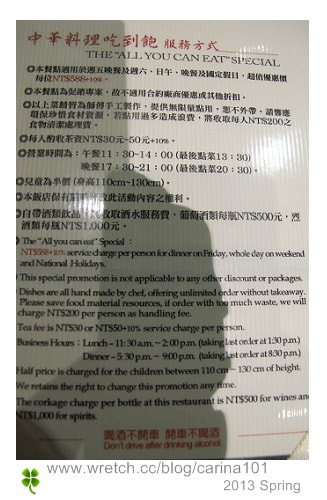 中華料理吃到飽 服務方式
THE "ALL YOU CAN EAT" SPECIAL
◎本餐點適用於週五晚餐及週六、日午、晚餐及國定假日，超值優惠價
每位NT$588+10%
◎本餐點為促銷專案，故不適用合約廠商優惠或其他折扣。
◎以上菜餚皆為師傅手工製作，提供無限量點用，恕不外帶。請響應
環保珍惜食材資源，若點用過多造成浪費，將收取每人NT$200之
食物清潔處理費。
◎每人酌收茶資NT$30元~50元+10%。
◎營業時間為：午餐11:30~14:00 (最後點菜13:30)
晚餐17:30~21:00 (最後點菜20:30)。
◎兒童為半價 (身高110cm~130cm)。
◎本飯店保有 更改此活動內容之權利。
◎自帶酒類飲品 收取酒水服務費，葡萄酒類每瓶NT$500元，烈
酒類每瓶NT$1,000元。
◎ The "All you can eat" Special：
NT$588+10% service charge per person for dinner on Friday, whole day on weekend
and National Holidays.
This special promotion is not applicable to any other discount or packages.
Dishes are all hand made by chef, offering unlimited order without takeaway.
Please save food material resources, if order with too much waste, we will
charge NT$200 per person as handling fee.
Tea fee is NT$30 or NT$50+10% service charge per person.
Business Hours：Lunch – 11:30 a.m. ~ 2:00 p.m. (taking last order at 1:30 p.m)
Dinner – 5:30 p.m. ~ 9:00 p.m. (taking last order at 8:30 p.m.)
Half price is charged for the children between 110 cm ~ 130 cm of height.
We retains the right to change this promotion any time.
The corkage charge per bottle at this restaurant is NT$500 for wines and
NT$1,000 for spirits.
喝酒不開車 開車不喝酒
Don't drive after drinking alcohol.
www.wretch.cc/blog/carina101
2013 Spring